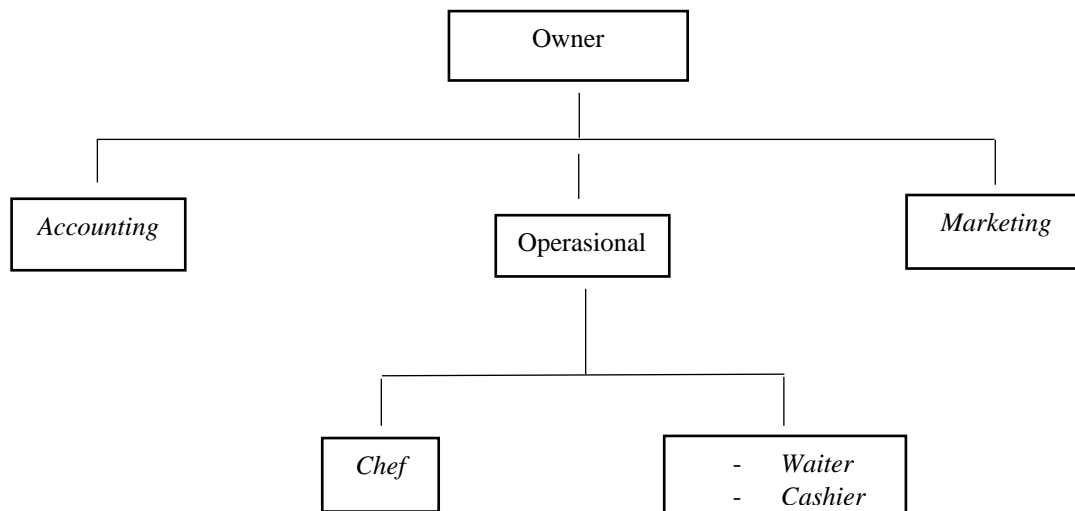 Owner
Accounting
Operasional
Marketing
Chef
- Waiter
- Cashier